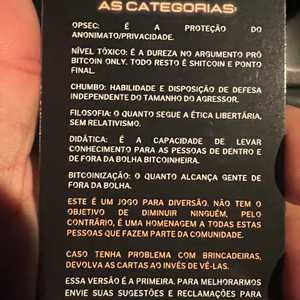 AS CATEGORIAS:
OPSEC: É A PROTEÇÃO DO
ANONIMATO/PRIVACIDADE.
NÍVEL TÓXICO: É A DUREZA NO ARGUMENTO PRÓ
BITCOIN ONLY. TODO RESTO É SHITCOIN E PONTO
FINAL.
CHUMBO: HABILIDADE E DISPOSIÇÃO DE DEFESA
INDEPENDENTE DO TAMANHO DO AGRESSOR.
FILOSOFIA: O QUANTO SEGUE A ÉTICA LIBERTÁRIA,
SEM RELATIVISMO.
DIDÁTICA: É A CAPACIDADE DE LEVAR
CONHECIMENTO PARA AS PESSOAS DE DENTRO E
DE FORA DA BOLHA BITCOINHEIRA.
BITCOINIZAÇÃO: O QUANTO ALCANÇA GENTE DE
FORA DA BOLHA.
ESTE É UM JOGO PARA DIVERSÃO. NÃO TEM O
OBJETIVO DE DIMINUIR NINGUÉM, PELO
CONTRÁRIO, É UMA HOMENAGEM A TODAS ESTAS
PESSOAS QUE FAZEM PARTE DA COMUNIDADE.
CASO TENHA PROBLEMA COM BRINCADEIRAS,
DEVOLVA AS CARTAS AO INVÉS DE VÊ-LAS.
ESSA VERSÃO É A PRIMEIRA. PARA MELHORARMOS
ENVIE SUAS SUGESTÕES E RECLAMAÇÕES PARA